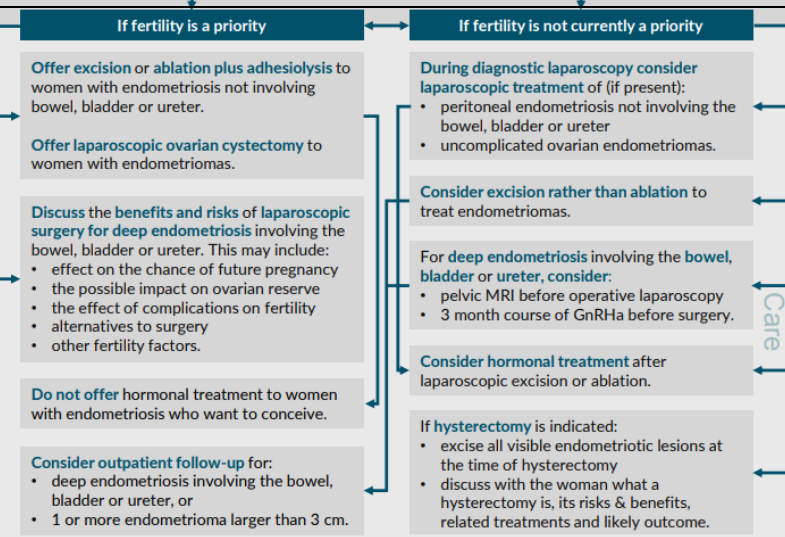 If fertility is a priority
Offer excision or ablation plus adhesiolysis to
women with endometriosis not involving
bowel, bladder or ureter.
Offer laparoscopic ovarian cystectomy to
women with endometriomas.
Discuss the benefits and risks of laparoscopic
surgery for deep endometriosis involving the
bowel, bladder or ureter. This may include:
• effect on the chance of future pregnancy
• the possible impact on ovarian reserve
• the effect of complications on fertility
• alternatives to surgery
• other fertility factors.
Do not offer hormonal treatment to women
with endometriosis who want to conceive.
Consider outpatient follow-up for:
• deep endometriosis involving the bowel,
bladder or ureter, or
• 1 or more endometrioma larger than 3 cm.
If fertility is not currently a priority
During diagnostic laparoscopy consider
laparoscopic treatment of (if present):
• peritoneal endometriosis not involving the
bowel, bladder or ureter
• uncomplicated ovarian endometriomas.
Consider excision rather than ablation to
treat endometriomas.
For deep endometriosis involving the bowel,
bladder or ureter, consider:
• pelvic MRI before operative laparoscopy
• 3 month course of GnRHa before surgery.
Consider hormonal treatment after
laparoscopic excision or ablation.
If hysterectomy is indicated:
• excise all visible endometriotic lesions at
the time of hysterectomy
• discuss with the woman what a
hysterectomy is, its risks & benefits,
related treatments and likely outcome.
Care